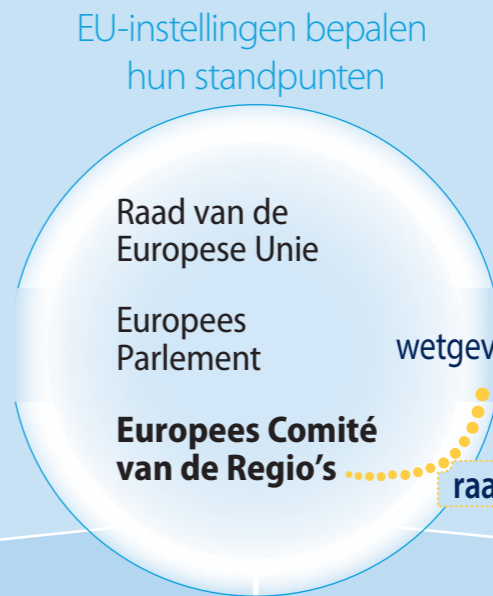 EU-instellingen bepalen
hun standpunten
Raad van de
Europese Unie
Europees
Parlement
Europees Comité
van de Regio's